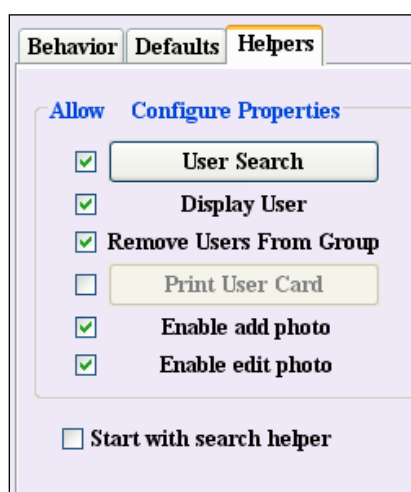 Behavior Defaults Helpers
Allow Configure Properties
User Search
Display User
Remove Users From Group
Print User Card
Enable add photo
Enable edit photo
Start with search helper